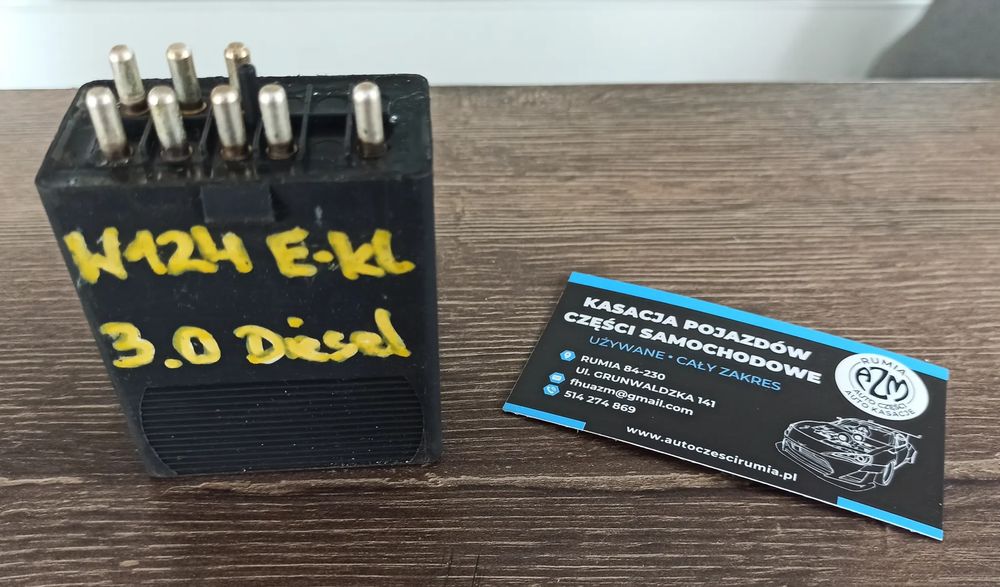 W124 E-Kl
3.0 Diesel
KASACJA POJAZDÓW
CZĘŚCI SAMOCHODOWE
UŻYWANE • CAŁY ZAKRES
RUMIA 84-230
Ul. GRUNWALDZKA 141
fhuazm@gmail.com
514 274 869
www.autoczescirumia.pl
RUMIA
AZM
AUTO CZĘŚCI
AUTO KASACJE